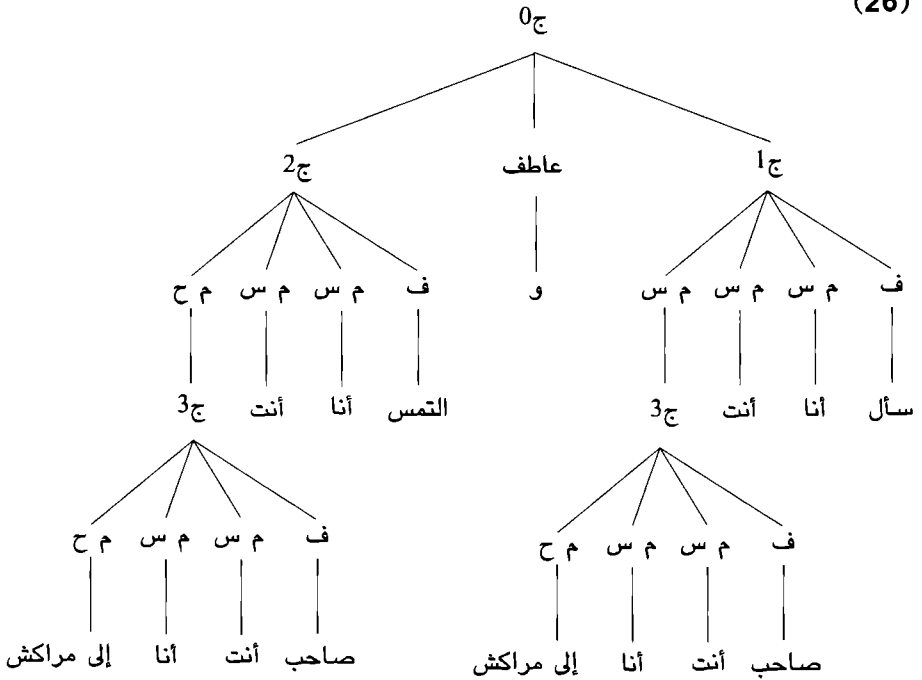 (26)
ج0
ج1 عاطف ج2
ف م س م س م س و ف م س م س م ح
سأل أنا أنت ج3 التمس أنا أنت ج3
ف م س م س م ح ف م س م س م ح
صاحب أنت أنا إلى مراكش صاحب أنت أنا إلى مراكش